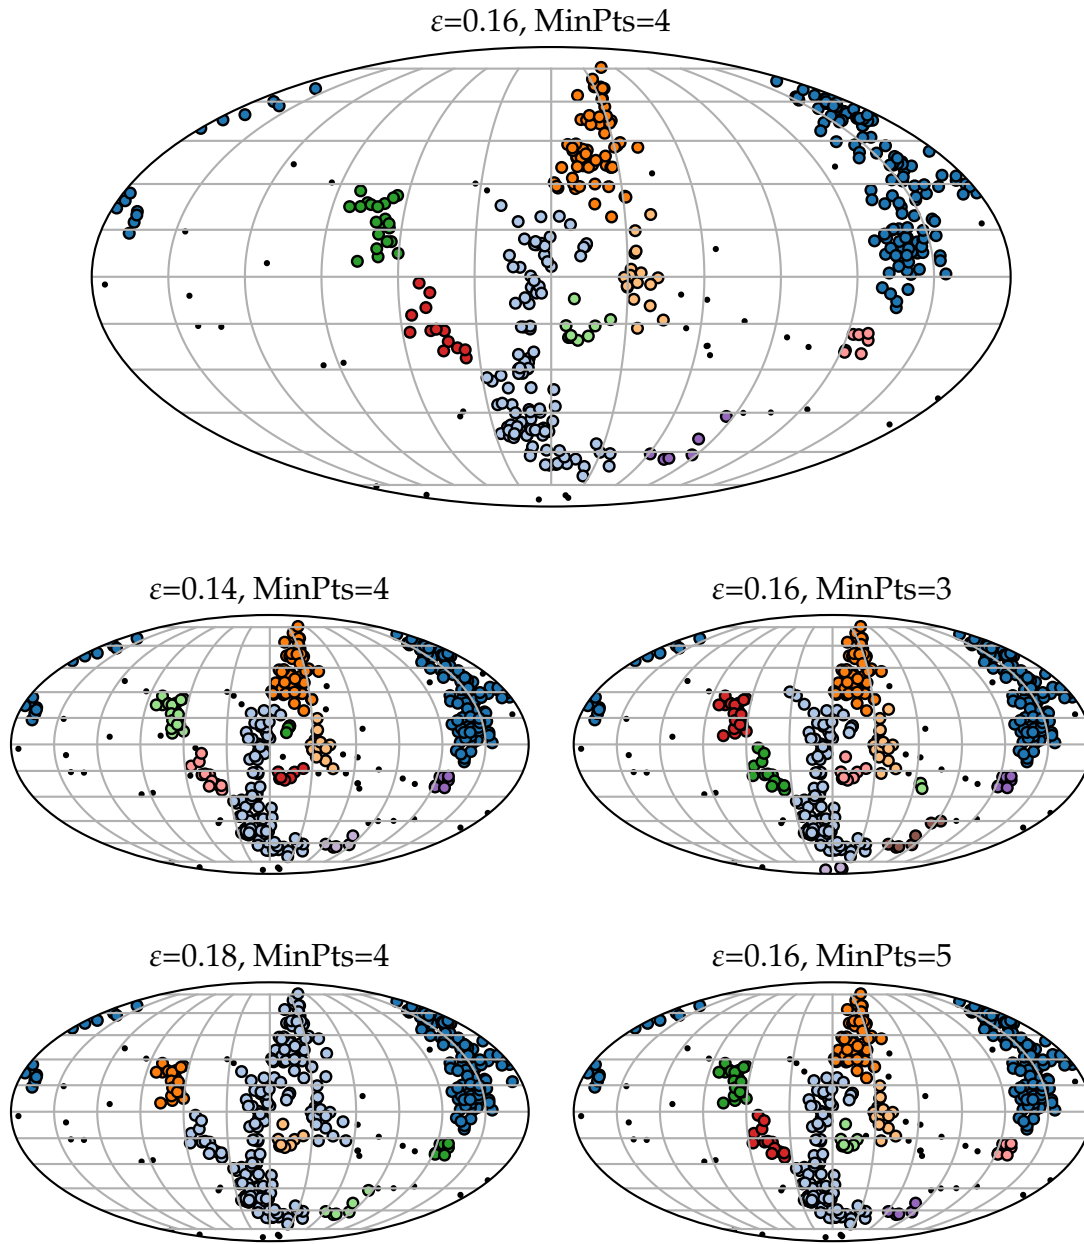 ε=0.16, MinPts=4
ε=0.14, MinPts=4
ε=0.16, MinPts=3
ε=0.18, MinPts=4
ε=0.16, MinPts=5